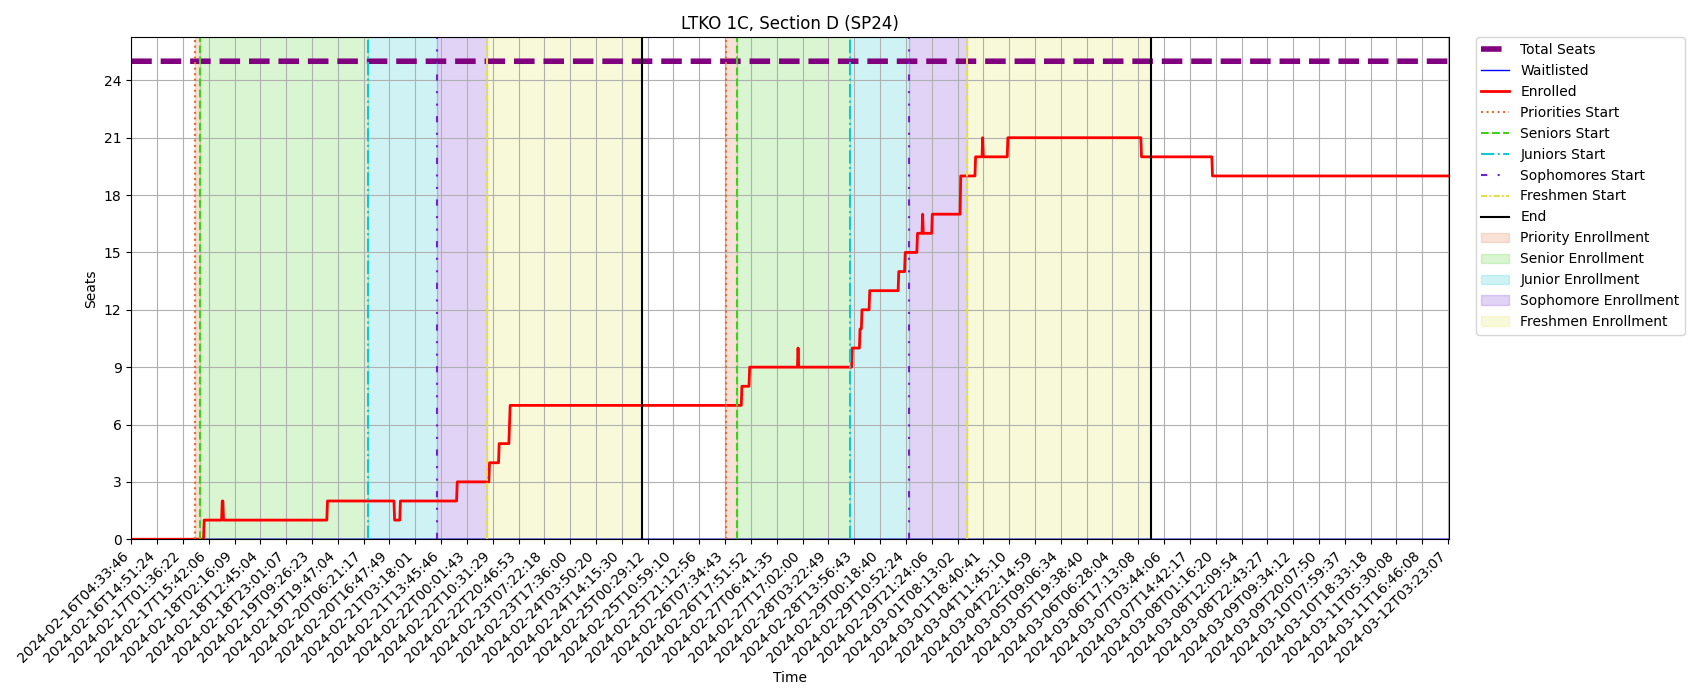 LTKO 1C, Section D (SP24)
Total Seats
Waitlisted
Enrolled
Priorities Start
Seniors Start
Juniors Start
Sophomores Start
Freshmen Start
End
Priority Enrollment
Senior Enrollment
Junior Enrollment
Sophomore Enrollment
Freshmen Enrollment
Seats
24
21
18
15
12
9
6
3
0
2024-02-16T04:33:46
2024-02-16T14:51:24
2024-02-17T01:36:22
2024-02-17T15:42:06
2024-02-18T02:16:09
2024-02-18T12:45:04
2024-02-18T23:01:07
2024-02-19T09:26:23
2024-02-19T19:47:04
2024-02-20T06:21:17
2024-02-20T16:47:49
2024-02-21T03:18:01
2024-02-21T13:45:46
2024-02-22T00:01:43
2024-02-22T10:31:29
2024-02-22T20:46:53
2024-02-23T07:22:18
2024-02-23T17:36:00
2024-02-24T03:50:20
2024-02-24T14:15:30
2024-02-25T00:29:12
2024-02-25T10:59:10
2024-02-25T21:12:56
2024-02-26T07:34:43
2024-02-26T17:51:52
2024-02-27T06:41:35
2024-02-27T17:02:00
2024-02-28T03:22:49
2024-02-28T13:56:43
2024-02-29T00:18:40
2024-02-29T10:52:24
2024-02-29T21:24:06
2024-03-01T08:13:02
2024-03-01T18:40:41
2024-03-04T11:45:10
2024-03-04T22:14:59
2024-03-05T09:06:34
2024-03-05T19:38:40
2024-03-06T06:28:04
2024-03-06T17:13:08
2024-03-07T03:44:06
2024-03-07T14:42:17
2024-03-08T01:16:20
2024-03-08T12:09:54
2024-03-08T22:43:27
2024-03-09T09:34:12
2024-03-09T20:07:50
2024-03-10T07:59:37
2024-03-10T18:33:18
2024-03-11T05:30:08
2024-03-11T16:46:08
2024-03-12T03:23:07
Time